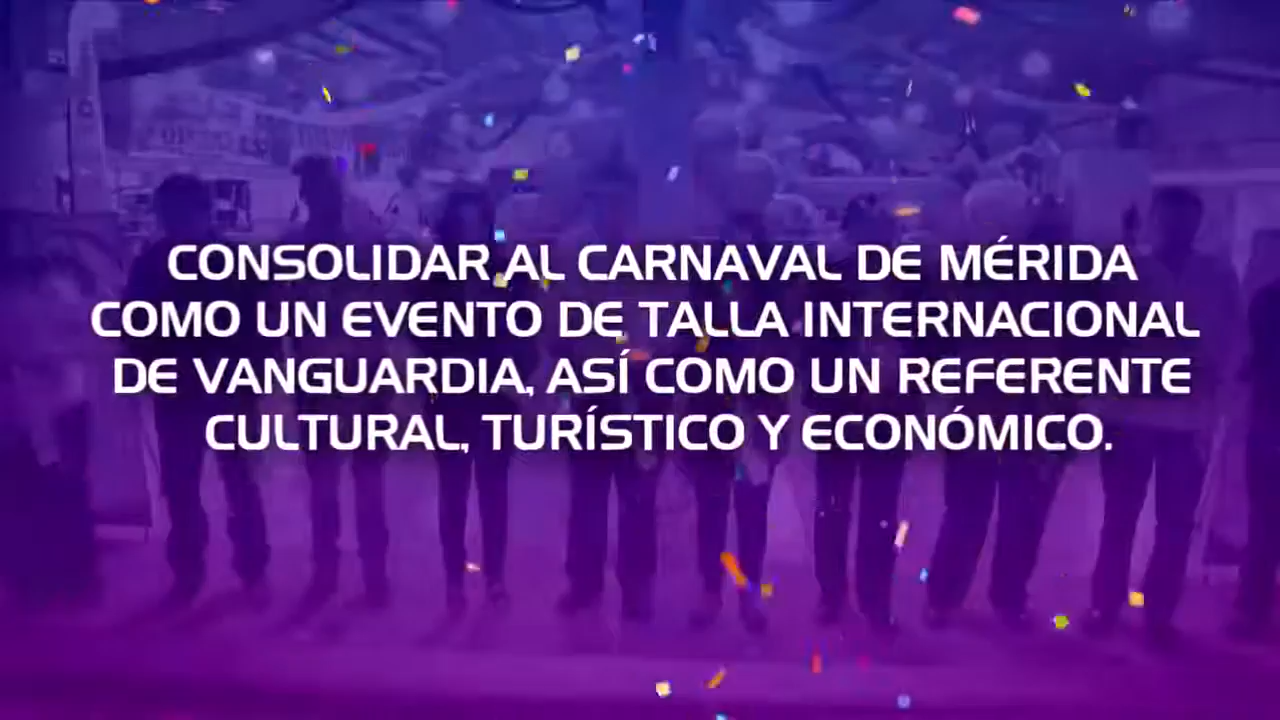 CONSOLIDAR AL CARNAVAL DE MÉRIDA
COMO UN EVENTO DE TALLA INTERNACIONAL
DE VANGUARDIA, ASÍ COMO UN REFERENTE
CULTURAL, TURÍSTICO Y ECONÓMICO.